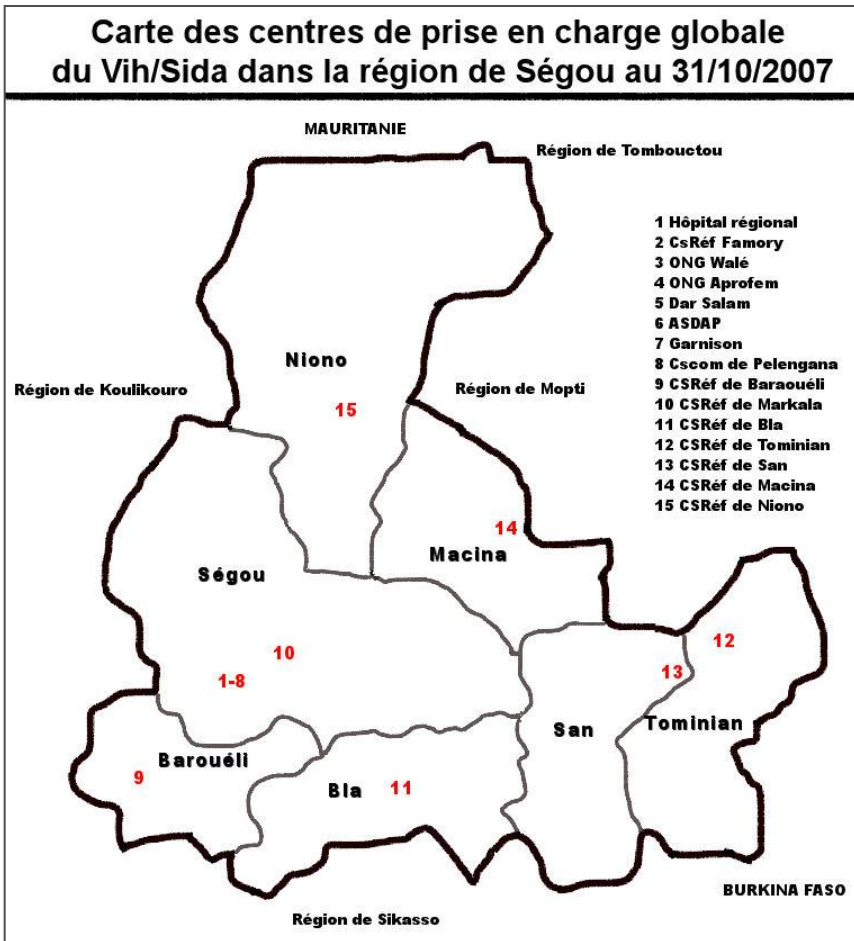 Carte des centres de prise en charge globale
du Vih/Sida dans la région de Ségou au 31/10/2007
MAURITANIE
Région de Tombouctou
1 Hôpital régional
2 CsRéf Famory
3 ONG Walé
4 ONG Aprofem
5 Dar Salam
6 ASDAP
7 Garnison
8 Cscom de Pelengana
9 CSRéf de Baraouéli
10 CSRéf de Markala
11 CSRéf de Bla
12 CSRéf de Tominian
13 CSRéf de San
14 CSRéf de Macina
15 CSRéf de Niono
Niono
Région de Koulikouro
Région de Mopti
15
14
Macina
Ségou
12
10
13
1-8
Tominian
San
Barouéli
9
Bla
11
BURKINA FASO
Région de Sikasso